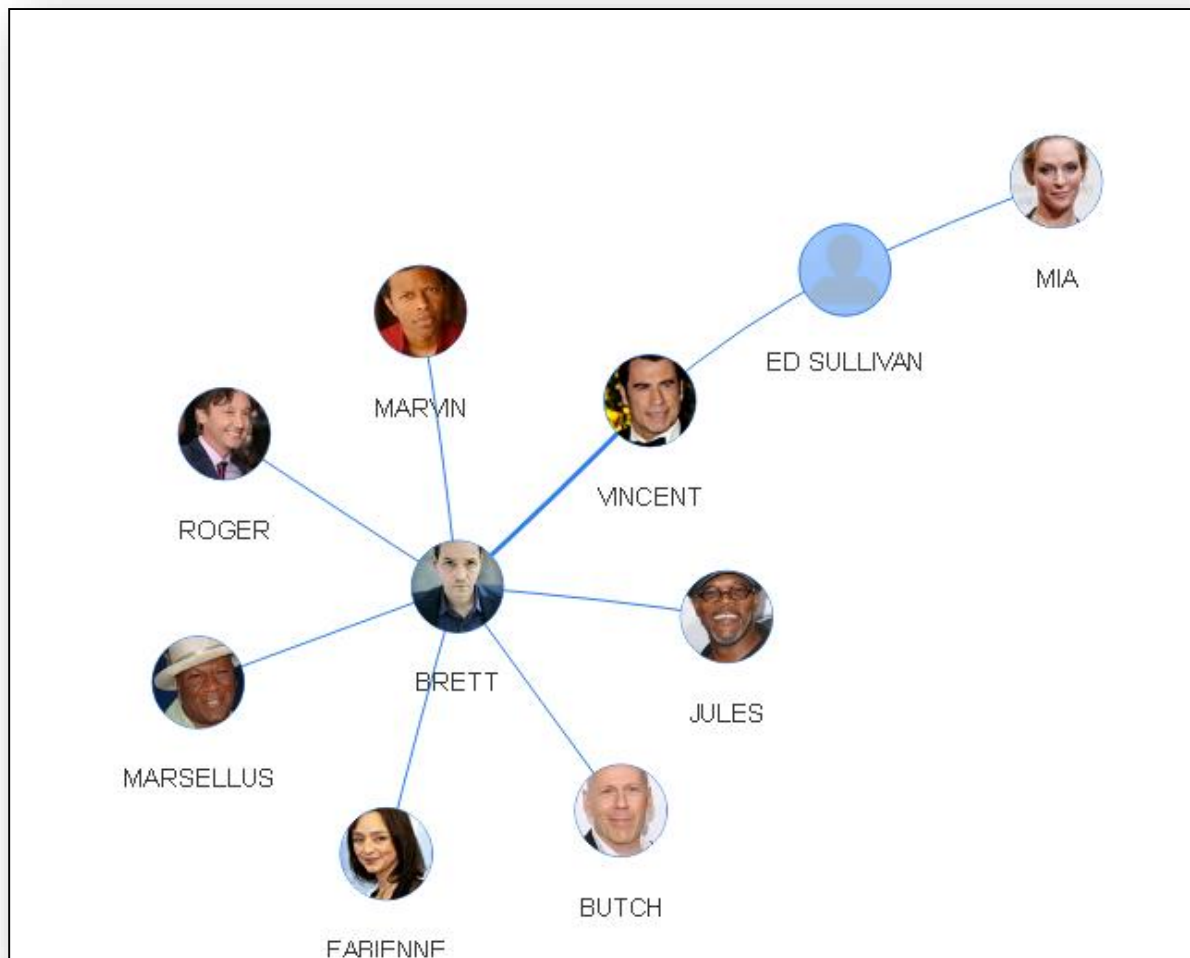 MIA
ED SULLIVAN
MARVIN
VINCENT
ROGER
BRETT
JULES
MARSELLUS
BUTCH
FABIENNE